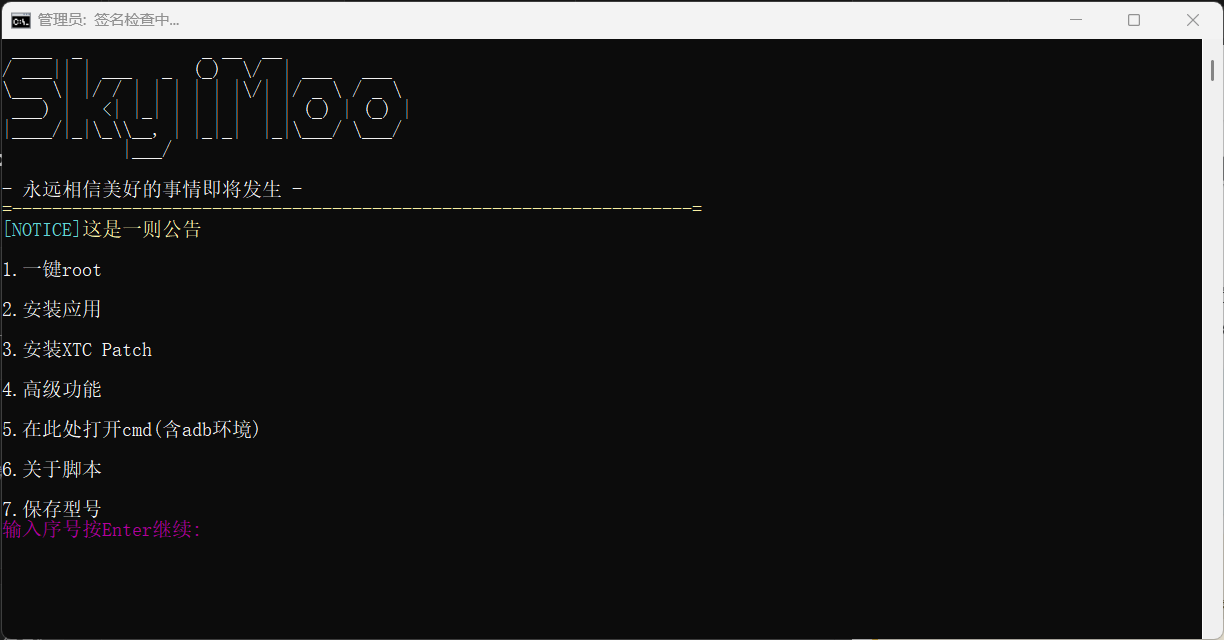 管理员: 签名检查中...
Sky iMoo
- 永远相信美好的事情即将发生 -
=--------------------------------------------------------------------=
[NOTICE]这是一则公告
1.一键root
2.安装应用
3.安装XTC Patch
4.高级功能
5.在此处打开cmd(含adb环境)
6.关于脚本
7.保存型号
输入序号按Enter继续: